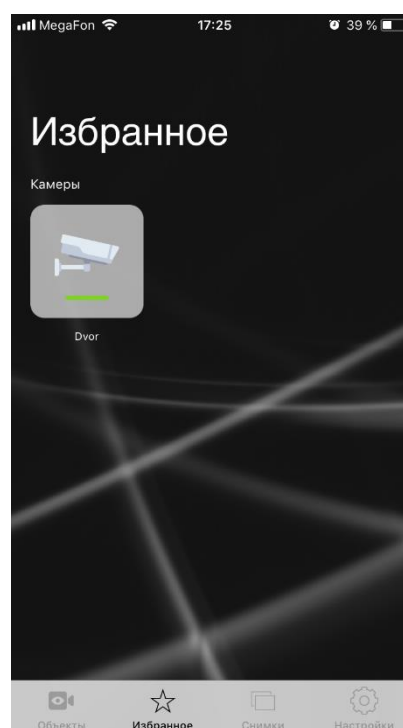 MegaFon 17:25 39 %
Избранное
Камеры
Dvor
Объекты Избранное Снимки Настройки